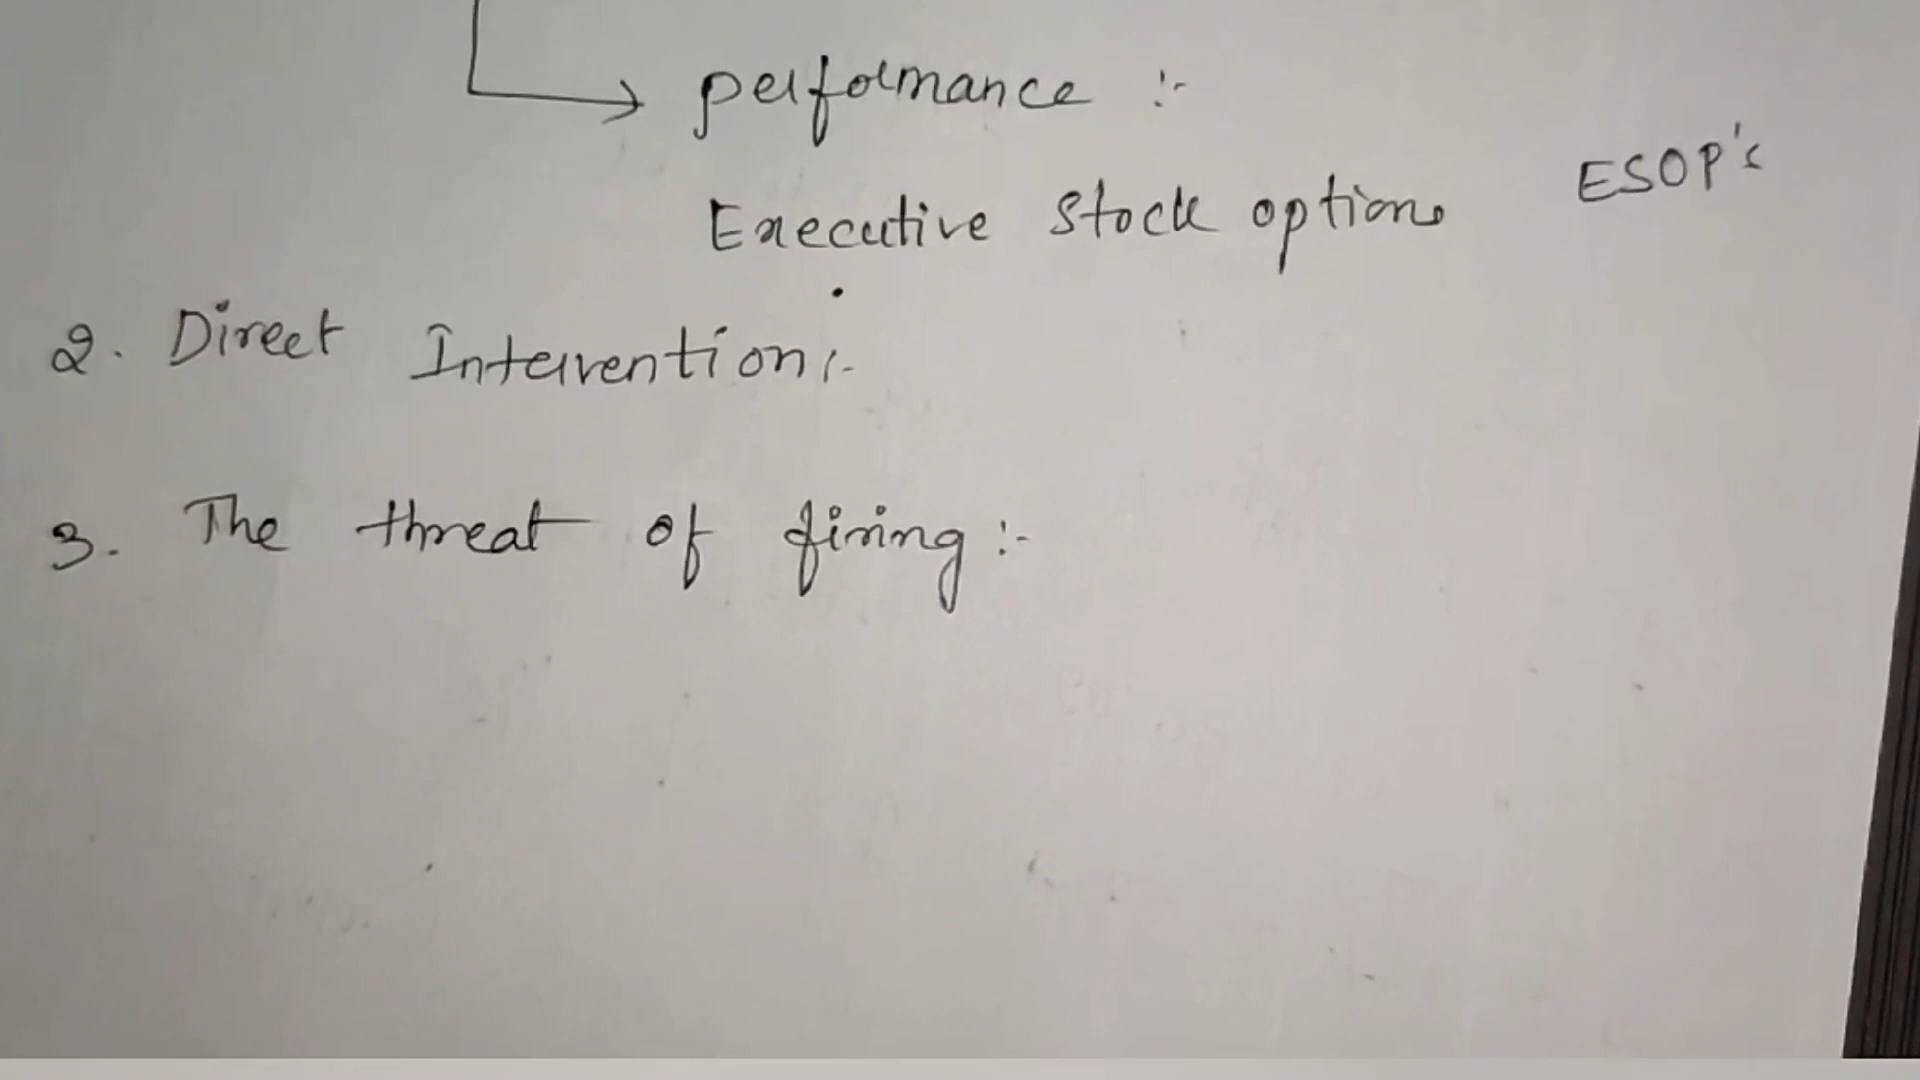 performance :-
Executive stock options ESOP's
2. Direct Intervention :-
3. The threat of firing :-